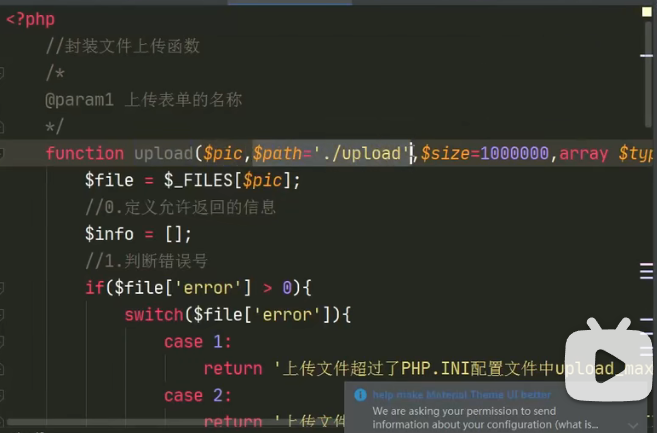 <?php
//封装文件上传函数
/*
@param1 上传表单的名称
*/
function upload($pic,$path='./upload',$size=1000000,array $typ
$file = $_FILES[$pic];
//0.定义允许返回的信息
$info = [];
//1.判断错误号
if($file['error'] > 0){
switch($file['error']){
case 1:
return '上传文件超过了PHP.INI配置文件中upload_max
case 2:
return '上传文件
help make Material Theme UI better
We are asking your permission to send
information about your configuration (what is...